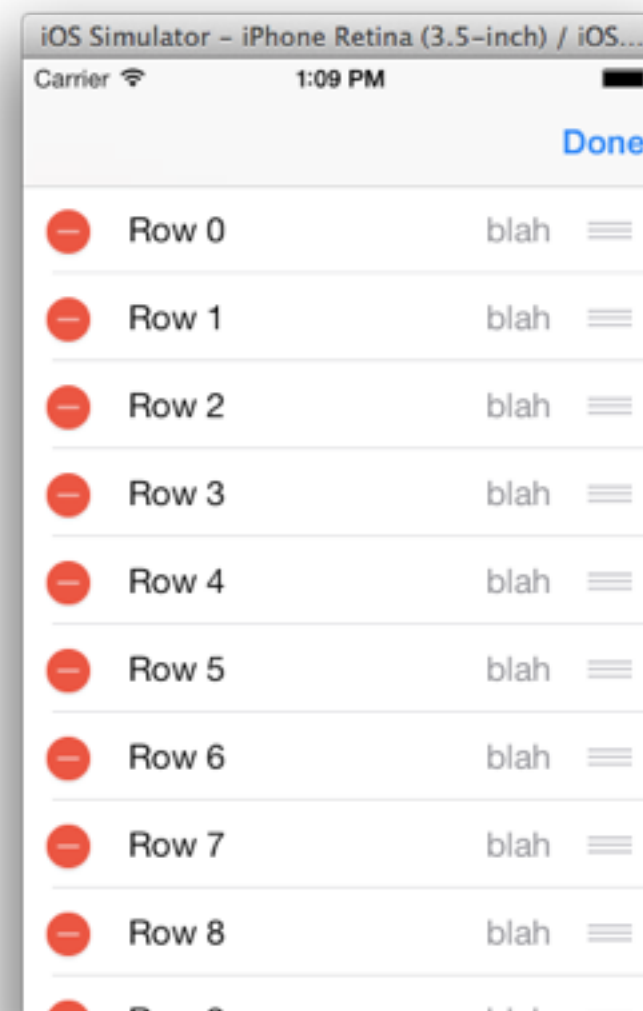 iOS Simulator – iPhone Retina (3.5-inch) / iOS...
Carrier 1:09 PM
Done
Row 0 blah
Row 1 blah
Row 2 blah
Row 3 blah
Row 4 blah
Row 5 blah
Row 6 blah
Row 7 blah
Row 8 blah